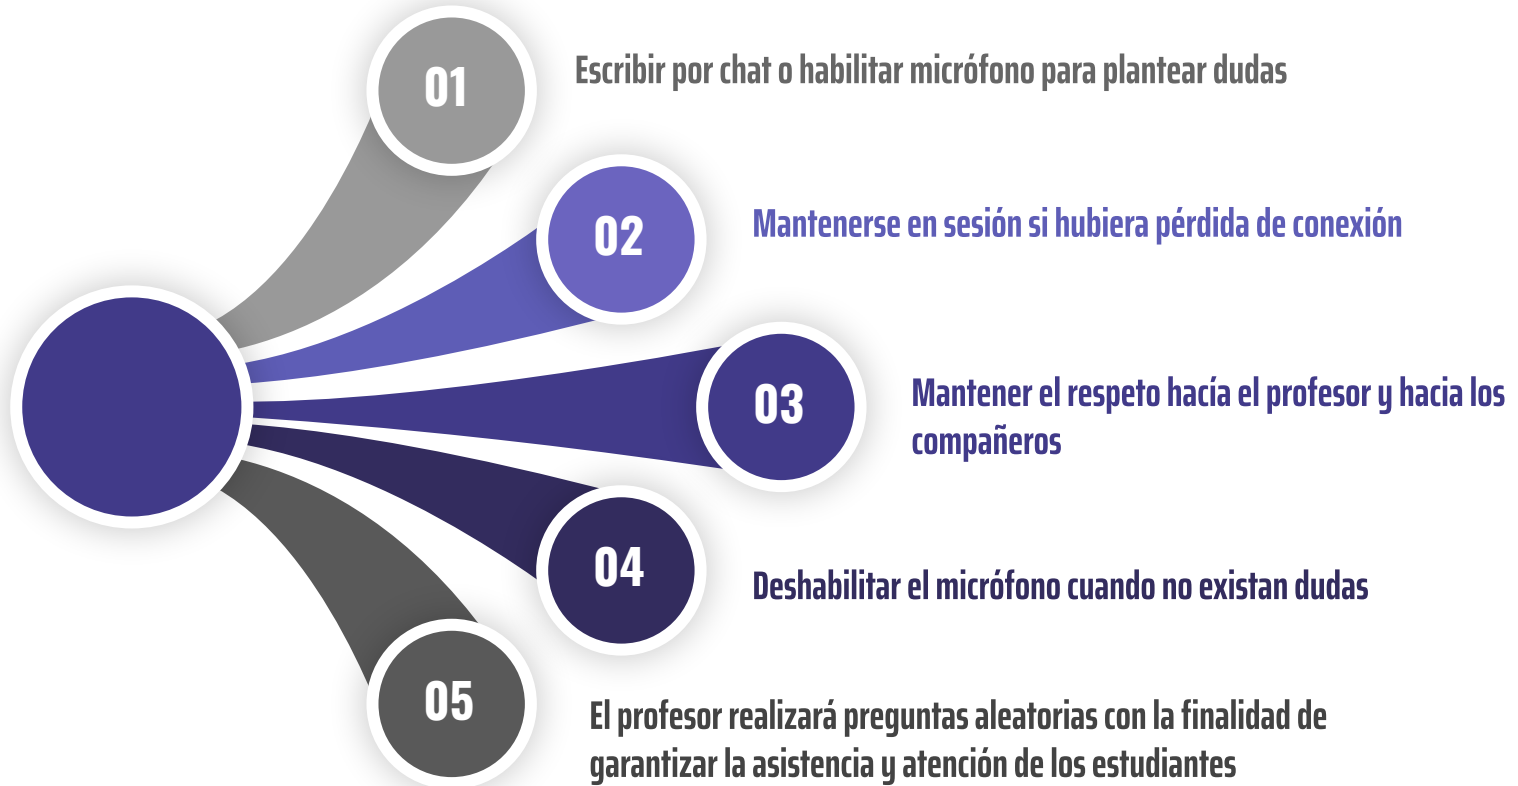 01
Escribir por chat o habilitar micrófono para plantear dudas
02
Mantenerse en sesión si hubiera pérdida de conexión
03
Mantener el respeto hacía el profesor y hacia los
compañeros
04
Deshabilitar el micrófono cuando no existan dudas
05
El profesor realizará preguntas aleatorias con la finalidad de
garantizar la asistencia y atención de los estudiantes